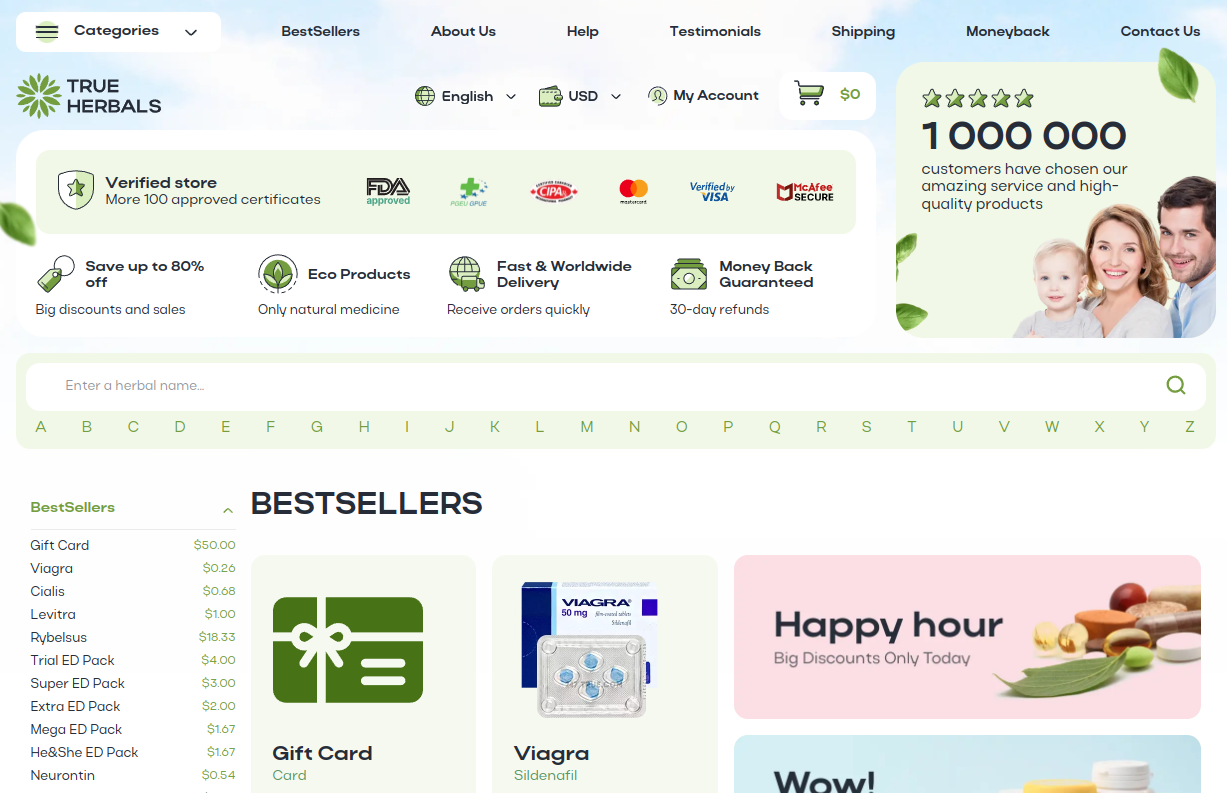 Categories
BestSellers
About Us
Help
Testimonials
Shipping
Moneyback
Contact Us
TRUE
HERBALS
English
USD
My Account
$0
1 000 000
customers have chosen our
amazing service and high-
quality products
Verified store
More 100 approved certificates
FDA
approved
PGEU GPUE
CIPA
mastercard
Verified by
VISA
McAfee
SECURE
Save up to 80%
off
Big discounts and sales
Eco Products
Only natural medicine
Fast & Worldwide
Delivery
Receive orders quickly
Money Back
Guaranteed
30-day refunds
Enter a herbal name...
A B C D E F G H I J K L M N O P Q R S T U V W X Y Z
BestSellers
Gift Card $50.00
Viagra $0.26
Cialis $0.68
Levitra $1.00
Rybelsus $18.33
Trial ED Pack $4.00
Super ED Pack $3.00
Extra ED Pack $2.00
Mega ED Pack $1.67
He&She ED Pack $1.67
Neurontin $0.54
BESTSELLERS
Gift Card
Card
VIAGRA
50 mg film-coated tablets
Sildenafil
Viagra
Sildenafil
Happy hour
Big Discounts Only Today
Wow!